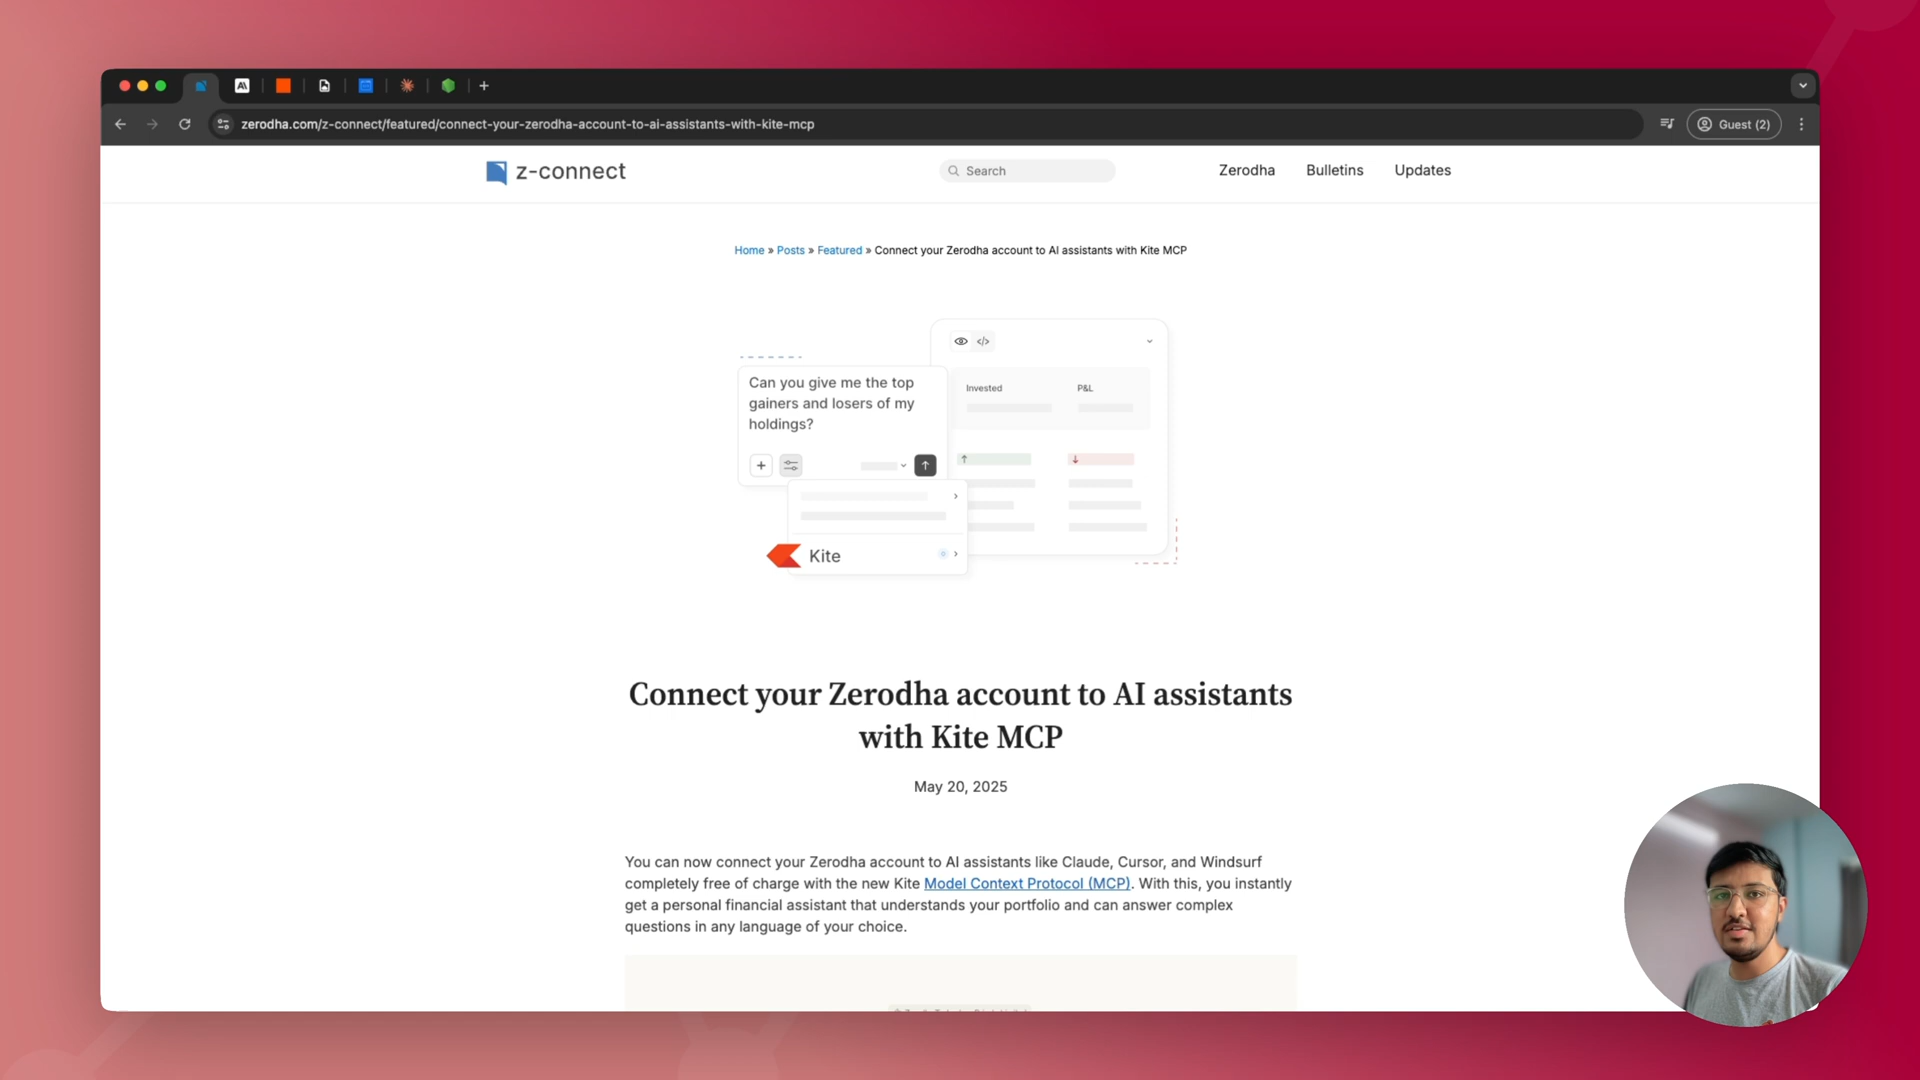 zerodha.com/z-connect/featured/connect-your-zerodha-account-to-ai-assistants-with-kite-mcp
Guest (2)
z-connect
Search
Zerodha
Bulletins
Updates
Home » Posts » Featured » Connect your Zerodha account to AI assistants with Kite MCP
Can you give me the top
gainers and losers of my
holdings?
Invested
P&L
Kite
Connect your Zerodha account to AI assistants
with Kite MCP
May 20, 2025
You can now connect your Zerodha account to AI assistants like Claude, Cursor, and Windsurf
completely free of charge with the new Kite Model Context Protocol (MCP). With this, you instantly
get a personal financial assistant that understands your portfolio and can answer complex
questions in any language of your choice.